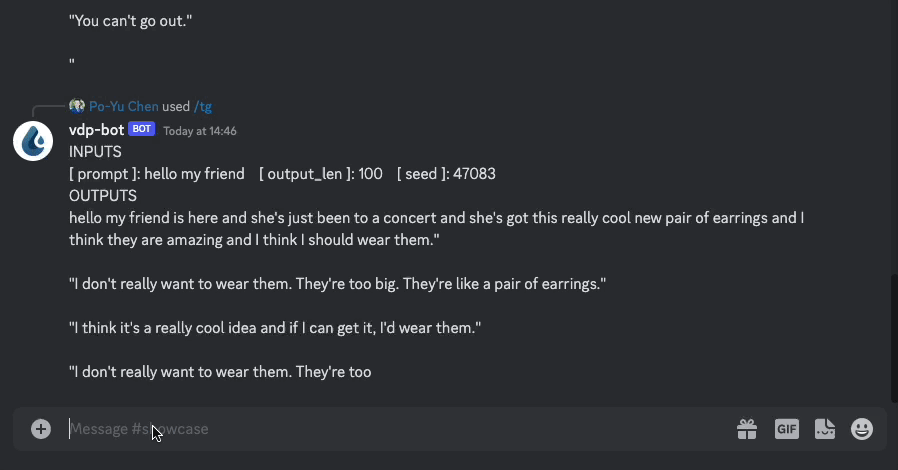 "You can't go out."
"
Po-Yu Chen used /tg
vdp-bot BOT Today at 14:46
INPUTS
[ prompt ]: hello my friend [ output_len ]: 100 [ seed ]: 47083
OUTPUTS
hello my friend is here and she's just been to a concert and she's got this really cool new pair of earrings and I
think they are amazing and I think I should wear them."
"I don't really want to wear them. They're too big. They're like a pair of earrings."
"I think it's a really cool idea and if I can get it, I'd wear them."
"I don't really want to wear them. They're too
Message #showcase GIF